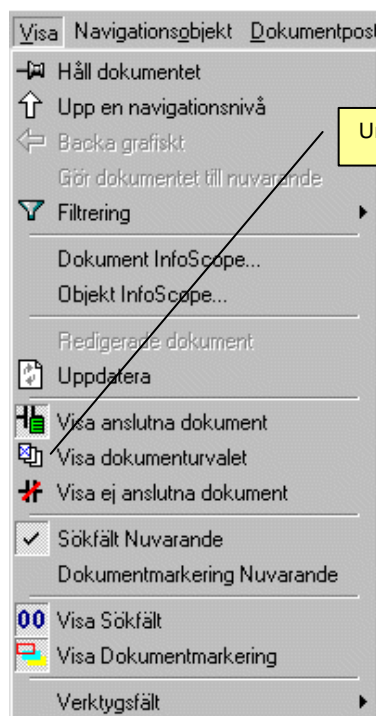 Visa Navigationsobjekt Dokumentpost
Håll dokumentet
Upp en navigationsnivå
Backa grafiskt
Gör dokumentet till nuvarande
Filtrering
Dokument InfoScope...
Objekt InfoScope...
Redigerade dokument
Uppdatera
Visa anslutna dokument
Visa dokumenturvalet
Visa ej anslutna dokument
Sökfält Nuvarande
Dokumentmarkering Nuvarande
00 Visa Sökfält
Visa Dokumentmarkering
Verktygsfält